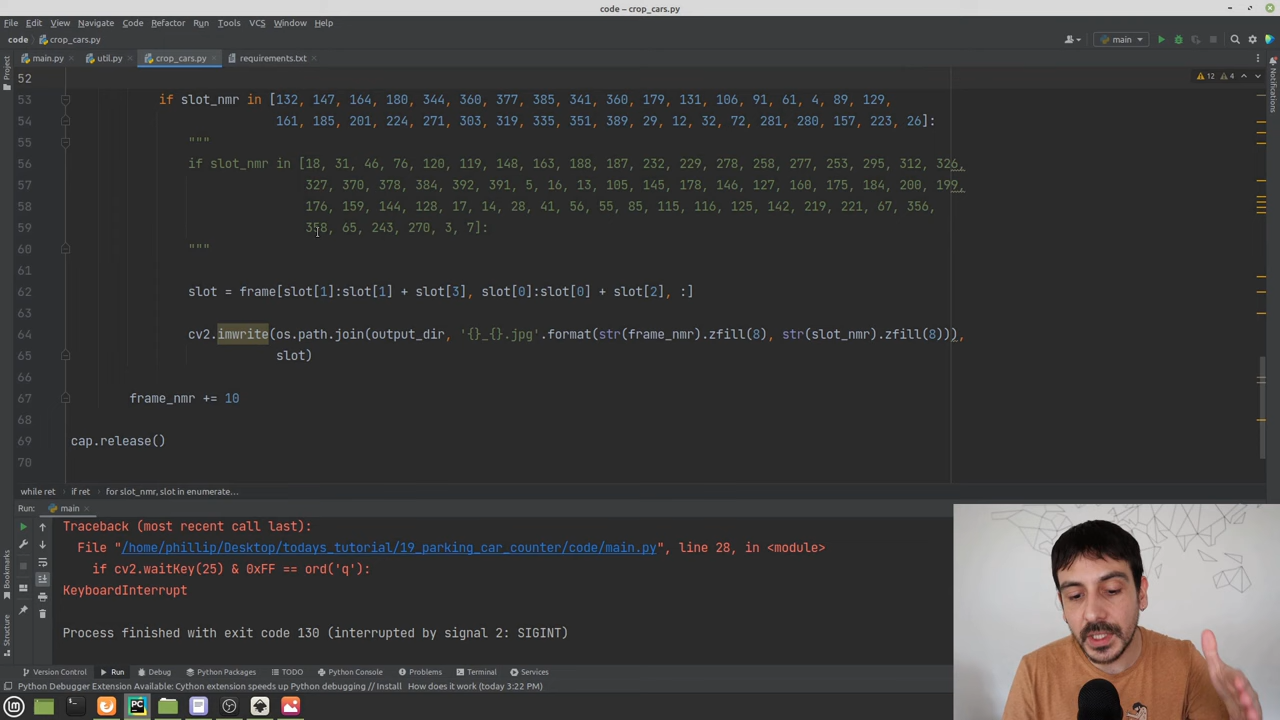 code – crop_cars.py
File Edit View Navigate Code Refactor Run Tools VCS Window Help
code crop_cars.py main
main.py util.py crop_cars.py requirements.txt
Project
Notifications
Database
12 4
52
53 if slot_nmr in [132, 147, 164, 180, 344, 360, 377, 385, 341, 360, 179, 131, 106, 91, 61, 4, 89, 129,
54 161, 185, 201, 224, 271, 303, 319, 335, 351, 389, 29, 12, 32, 72, 281, 280, 157, 223, 26]:
55 """
56 if slot_nmr in [18, 31, 46, 76, 120, 119, 148, 163, 188, 187, 232, 229, 278, 258, 277, 253, 295, 312, 326,
57 327, 370, 378, 384, 392, 391, 5, 16, 13, 105, 145, 178, 146, 127, 160, 175, 184, 200, 199,
58 176, 159, 144, 128, 17, 14, 28, 41, 56, 55, 85, 115, 116, 125, 142, 219, 221, 67, 356,
59 358, 65, 243, 270, 3, 7]:
60 """
61
62 slot = frame[slot[1]:slot[1] + slot[3], slot[0]:slot[0] + slot[2], :]
63
64 cv2.imwrite(os.path.join(output_dir, '{}_{}.jpg'.format(str(frame_nmr).zfill(8), str(slot_nmr).zfill(8))),
65 slot)
66
67 frame_nmr += 10
68
69 cap.release()
70
while ret if ret for slot_nmr, slot in enumerate…
Run: main
Traceback (most recent call last):
File "/home/phillip/Desktop/todays_tutorial/19_parking_car_counter/code/main.py", line 28, in <module>
if cv2.waitKey(25) & 0xFF == ord('q'):
KeyboardInterrupt
Process finished with exit code 130 (interrupted by signal 2: SIGINT)
Bookmarks
Structure
Version Control Run Debug Python Packages TODO Python Console Problems Terminal Services
Python Debugger Extension Available: Cython extension speeds up Python debugging // Install How does it work (today 3:22 PM)